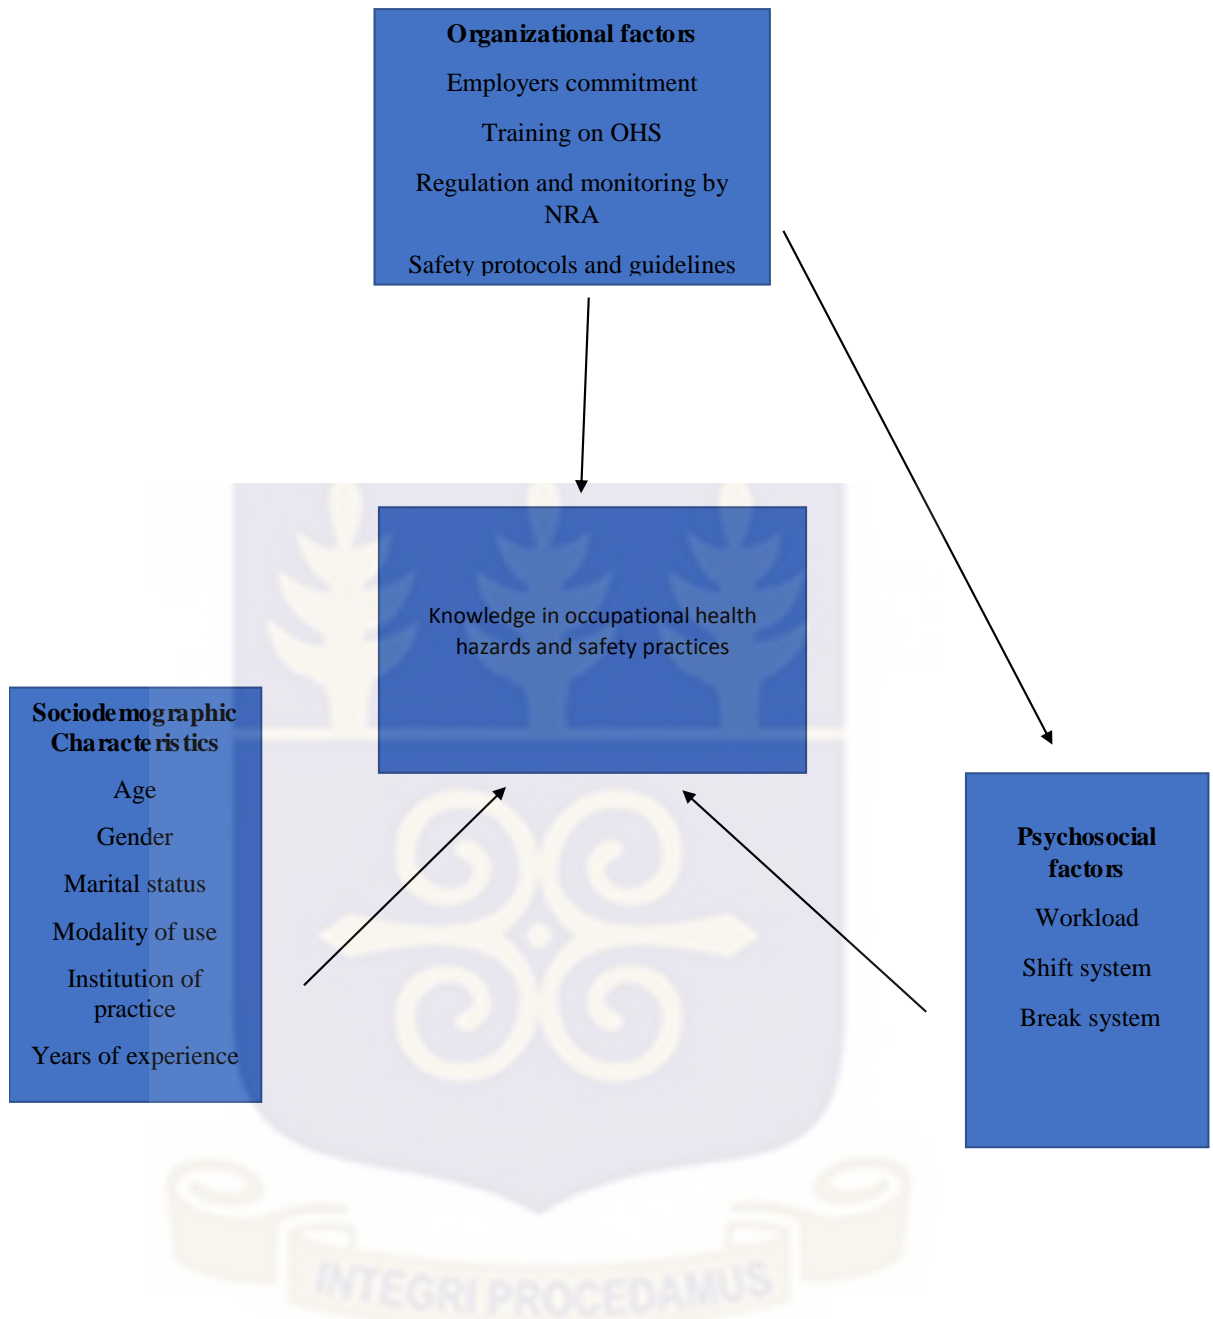 Organizational factors
Employers commitment
Training on OHS
Regulation and monitoring by
NRA
Safety protocols and guidelines
Knowledge in occupational health
hazards and safety practices
Sociodemographic
Characteristics
Age
Gender
Marital status
Modality of use
Institution of
practice
Years of experience
Psychosocial
factors
Workload
Shift system
Break system
INTEGRI PROCEDAMUS